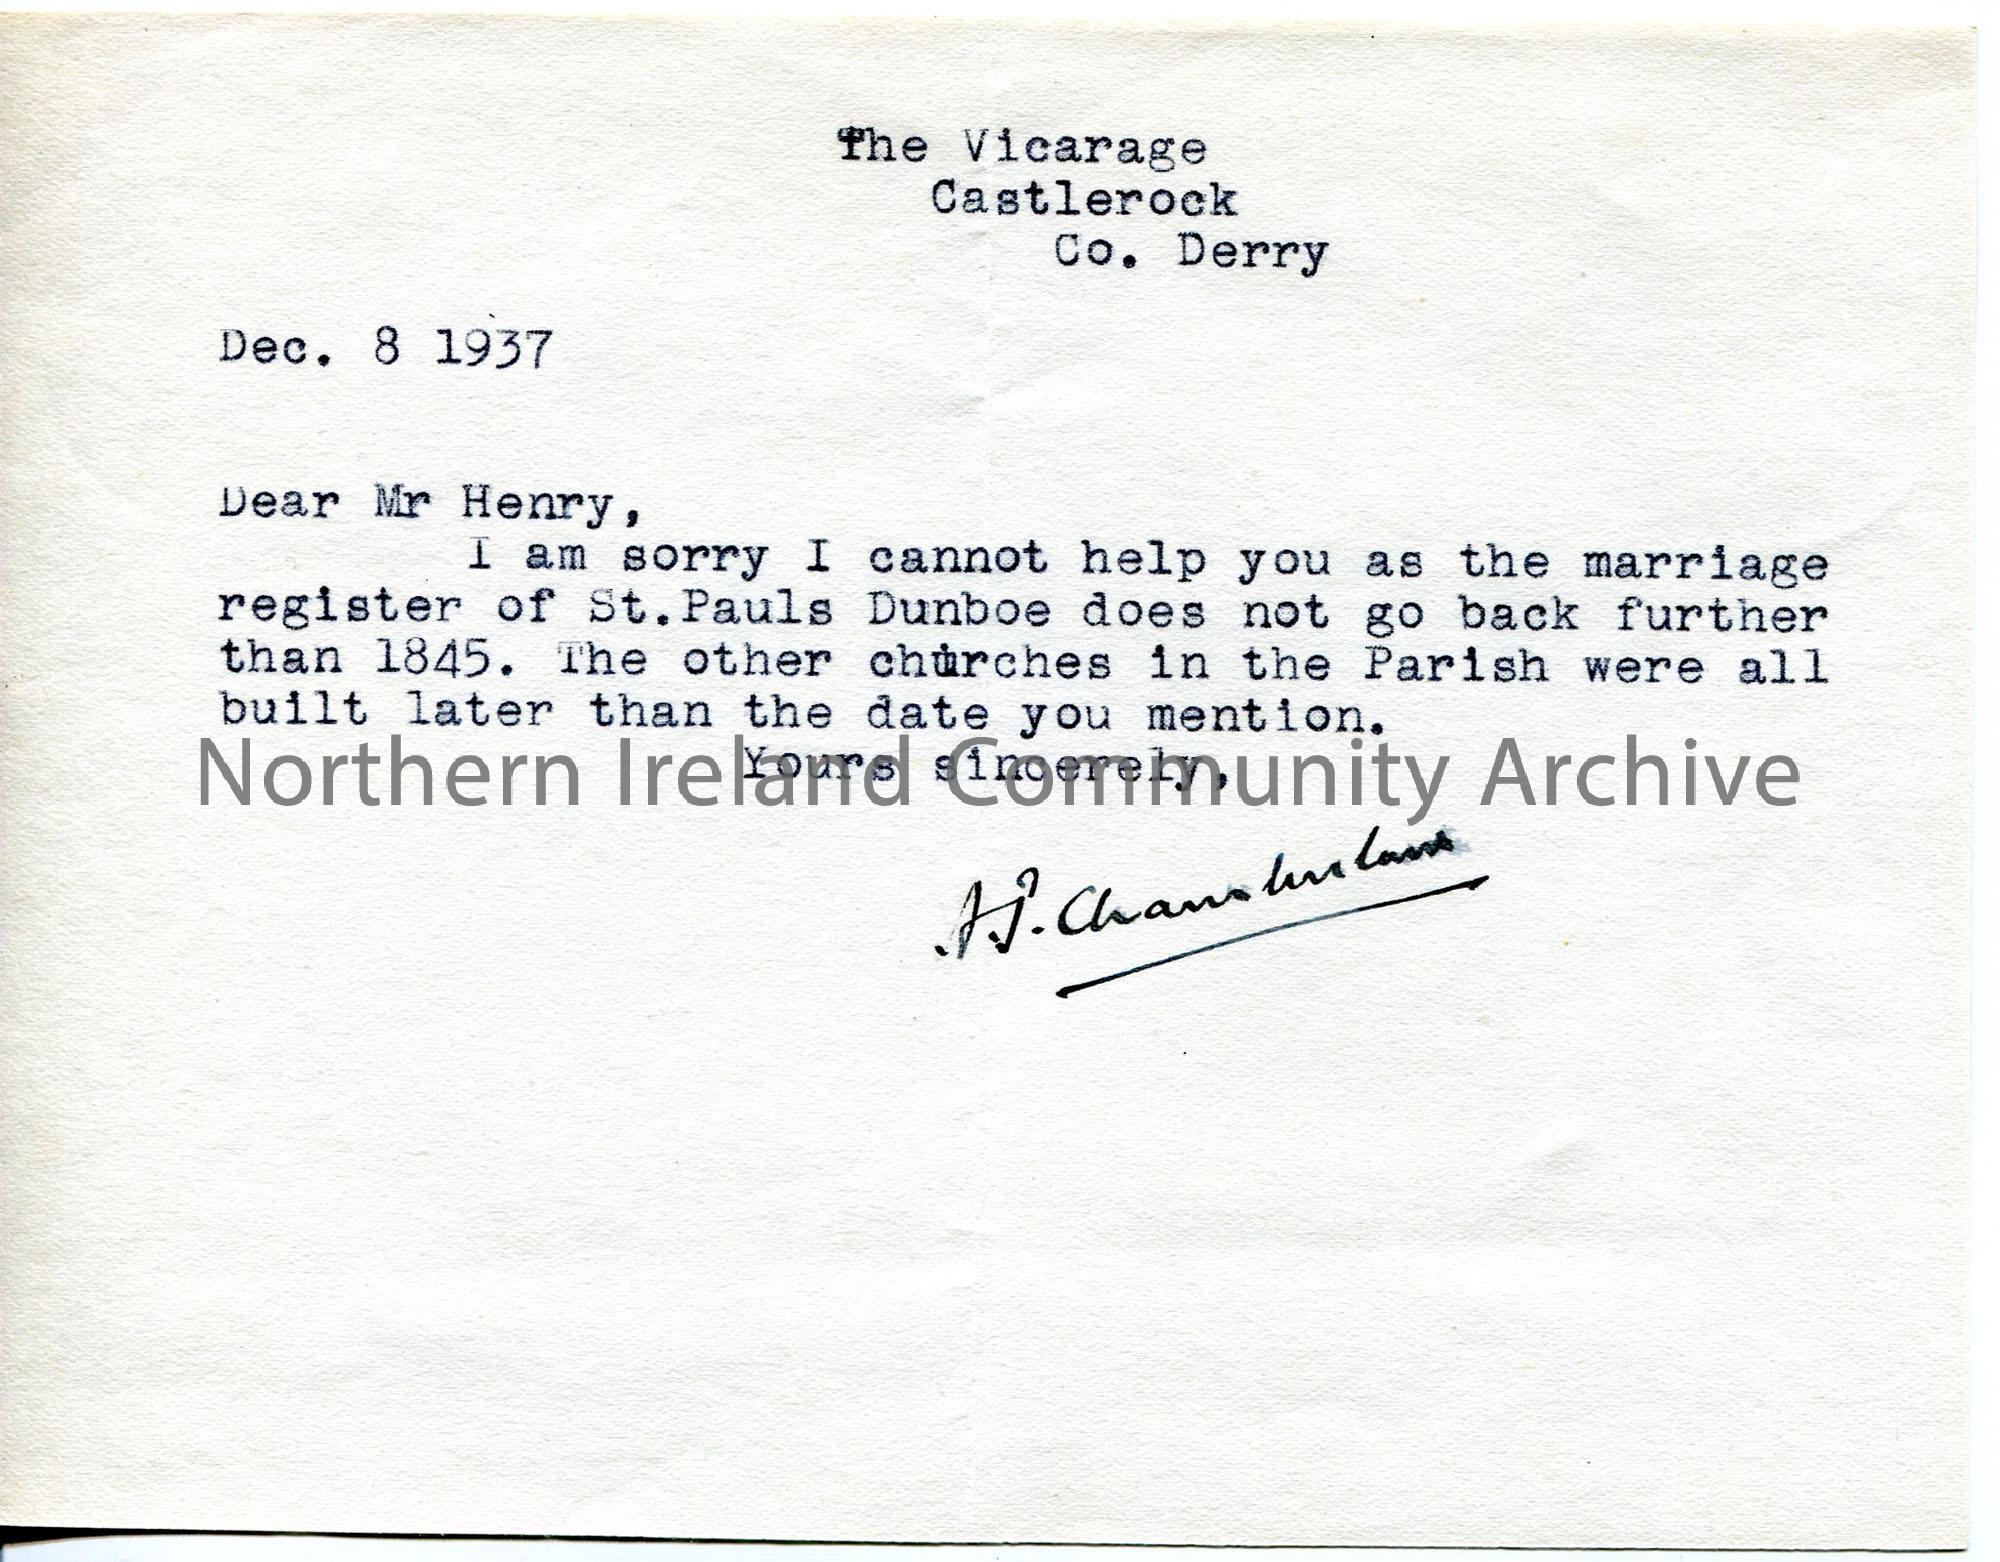 The Vicarage
Castlerock
Co. Derry
Dec. 8 1937
Dear Mr Henry,
I am sorry I cannot help you as the marriage
register of St.Pauls Dunboe does not go back further
than 1845. The other churches in the Parish were all
built later than the date you mention.
Yours sincerely,
Northern Ireland Community Archive
Chamberlain